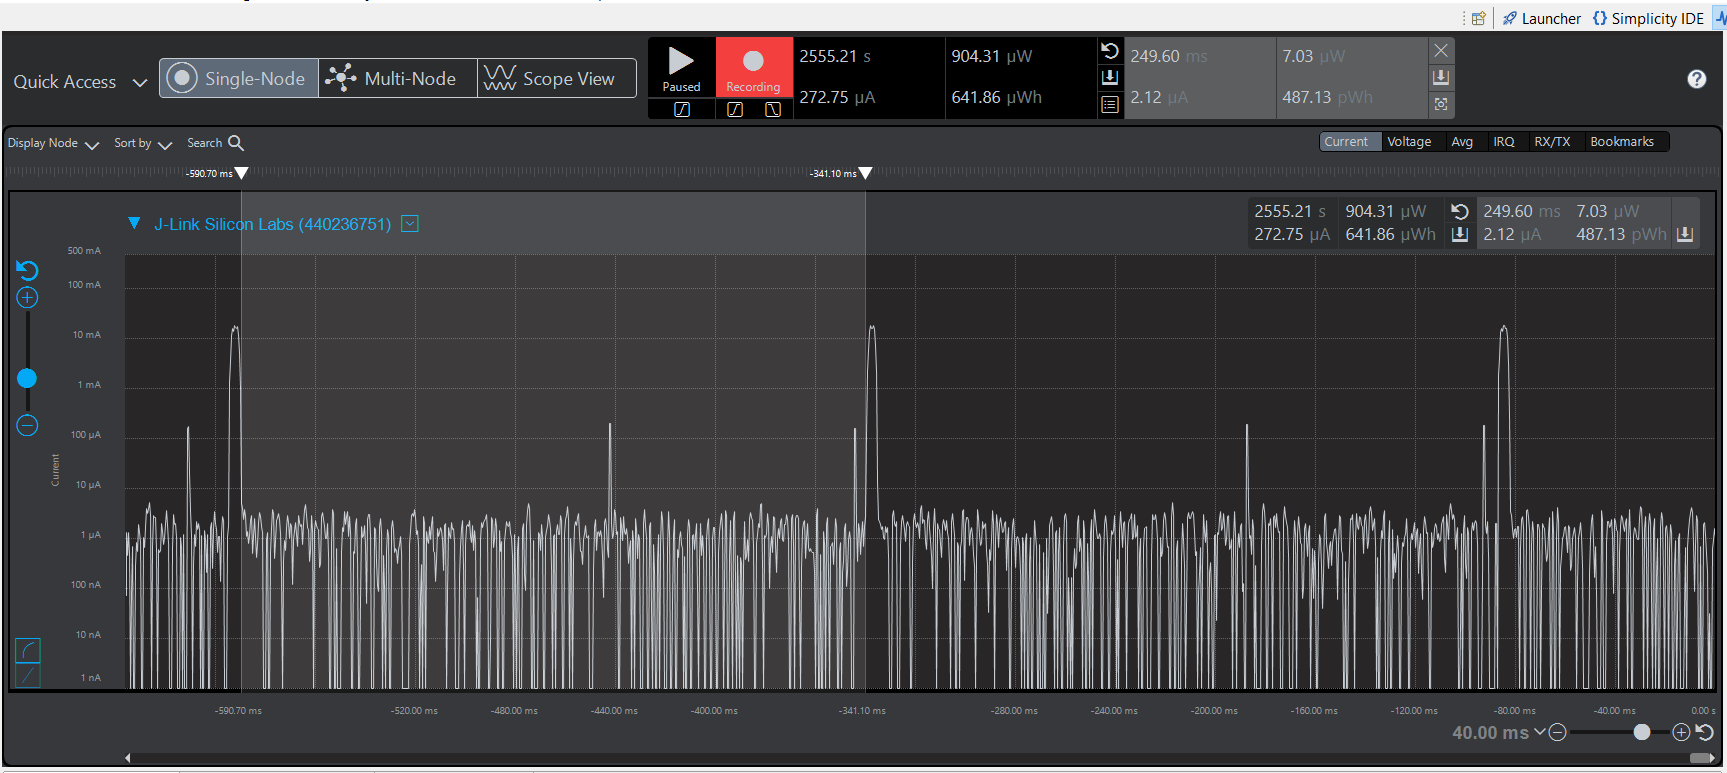 Launcher Simplicity IDE
Quick Access Single-Node Multi-Node Scope View
Paused Recording
2555.21 s 904.31 µW 249.60 ms 7.03 µW
272.75 µA 641.86 µWh 2.12 µA 487.13 pWh
Display Node Sort by Search
Current Voltage Avg IRQ RX/TX Bookmarks
-590.70 ms -341.10 ms
J-Link Silicon Labs (440236751)
2555.21 s 904.31 µW 249.60 ms 7.03 µW
272.75 µA 641.86 µWh 2.12 µA 487.13 pWh
500 mA
100 mA
10 mA
1 mA
100 µA
10 µA
1 µA
100 nA
10 nA
1 nA
Current
-590.70 ms -520.00 ms -480.00 ms -440.00 ms -400.00 ms -341.10 ms -280.00 ms -240.00 ms -200.00 ms -160.00 ms -120.00 ms -80.00 ms -40.00 ms 0.00 s
40.00 ms